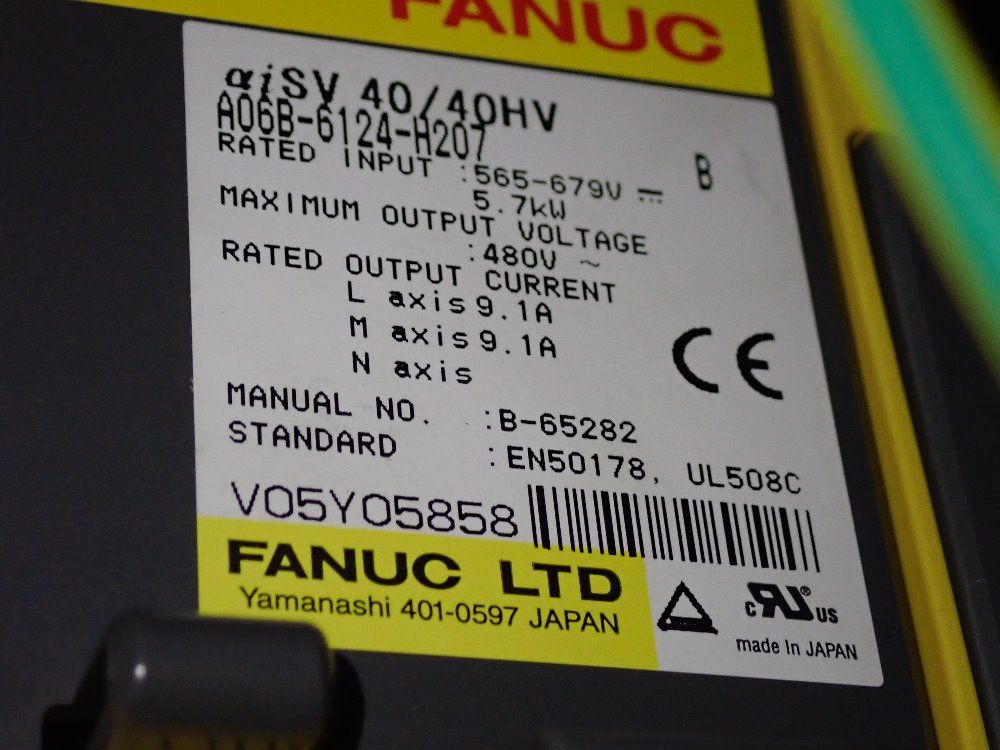 FANUC
αiSV 40/40HV
A06B-6124-H207 B
RATED INPUT :565-679V ⎓
5.7kW
MAXIMUM OUTPUT VOLTAGE
:480V ~
RATED OUTPUT CURRENT
L axis 9.1A
M axis 9.1A
N axis
MANUAL NO. :B-65282
STANDARD :EN50178, UL508C
CE
V05Y05858
FANUC LTD
Yamanashi 401-0597 JAPAN
c RU ® US
made In JAPAN